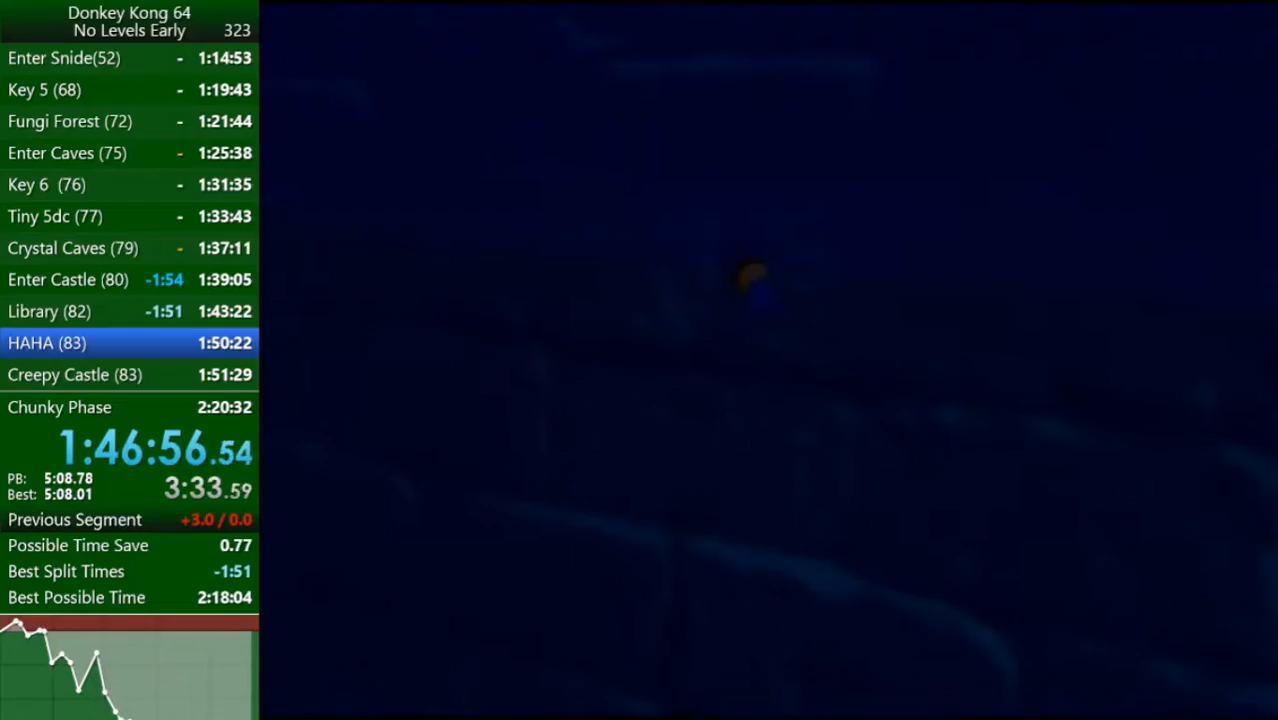 Donkey Kong 64
No Levels Early 323
Enter Snide(52) - 1:14:53
Key 5 (68) - 1:19:43
Fungi Forest (72) - 1:21:44
Enter Caves (75) - 1:25:38
Key 6 (76) - 1:31:35
Tiny 5dc (77) - 1:33:43
Crystal Caves (79) - 1:37:11
Enter Castle (80) -1:54 1:39:05
Library (82) -1:51 1:43:22
HAHA (83) 1:50:22
Creepy Castle (83) 1:51:29
Chunky Phase 2:20:32
1:46:56.54
PB: 5:08.78
Best: 5:08.01 3:33.59
Previous Segment +3.0 / 0.0
Possible Time Save 0.77
Best Split Times -1:51
Best Possible Time 2:18:04